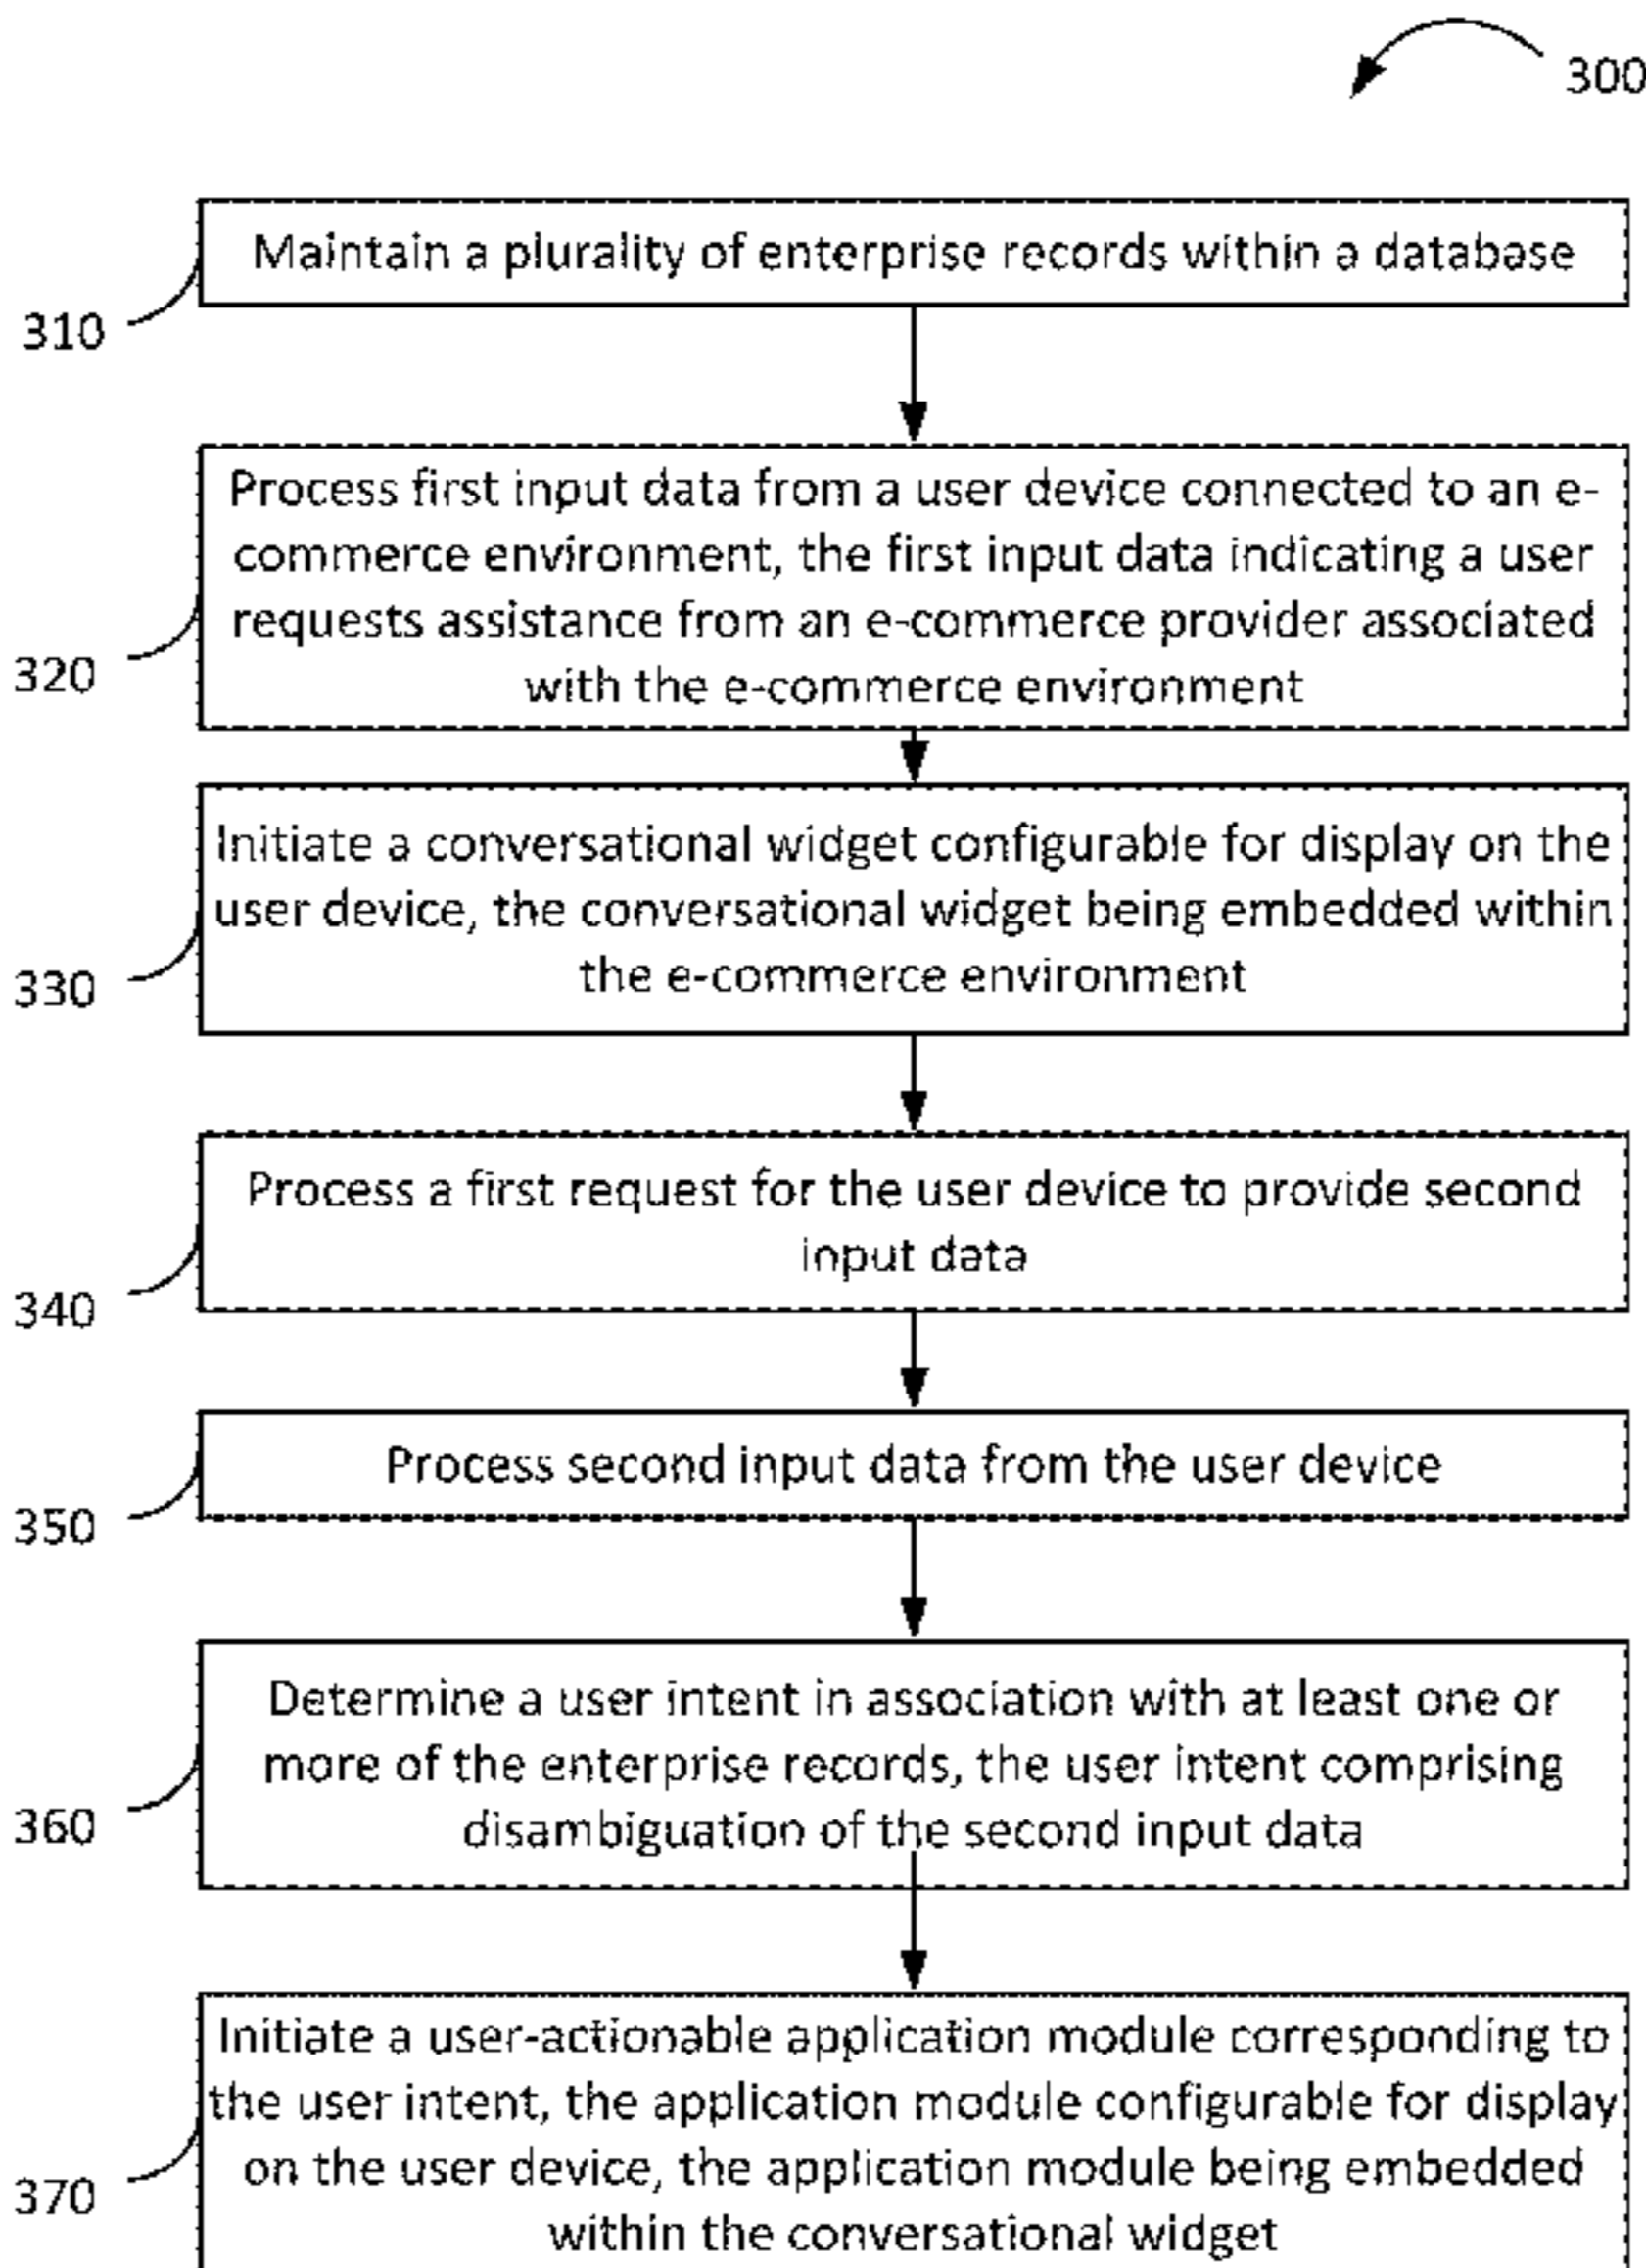 300
Maintain a plurality of enterprise records within a database
310
Process first input data from a user device connected to an e-
commerce environment, the first input data indicating a user
requests assistance from an e-commerce provider associated
with the e-commerce environment
320
Initiate a conversational widget configurable for display on the
user device, the conversational widget being embedded within
the e-commerce environment
330
Process a first request for the user device to provide second
input data
340
Process second input data from the user device
350
Determine a user intent in association with at least one or
more of the enterprise records, the user intent comprising
disambiguation of the second input data
360
Initiate a user-actionable application module corresponding to
the user intent, the application module configurable for display
on the user device, the application module being embedded
within the conversational widget
370